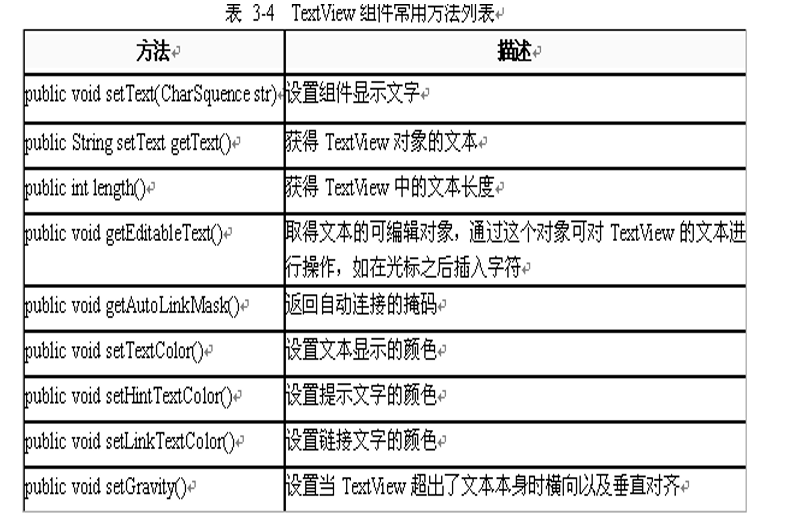 表 3-4 TextView 组件常用方法列表
方法 描述
public void setText(CharSquence str) 设置组件显示文字
public String setText getText() 获得 TextView 对象的文本
public int length() 获得 TextView 中的文本长度
public void getEditableText() 取得文本的可编辑对象，通过这个对象可对 TextView 的文本进
行操作，如在光标之后插入字符
public void getAutoLinkMask() 返回自动连接的掩码
public void setTextColor() 设置文本显示的颜色
public void setHintTextColor() 设置提示文字的颜色
public void setLinkTextColor() 设置链接文字的颜色
public void setGravity() 设置当 TextView 超出了文本本身时横向以及垂直对齐